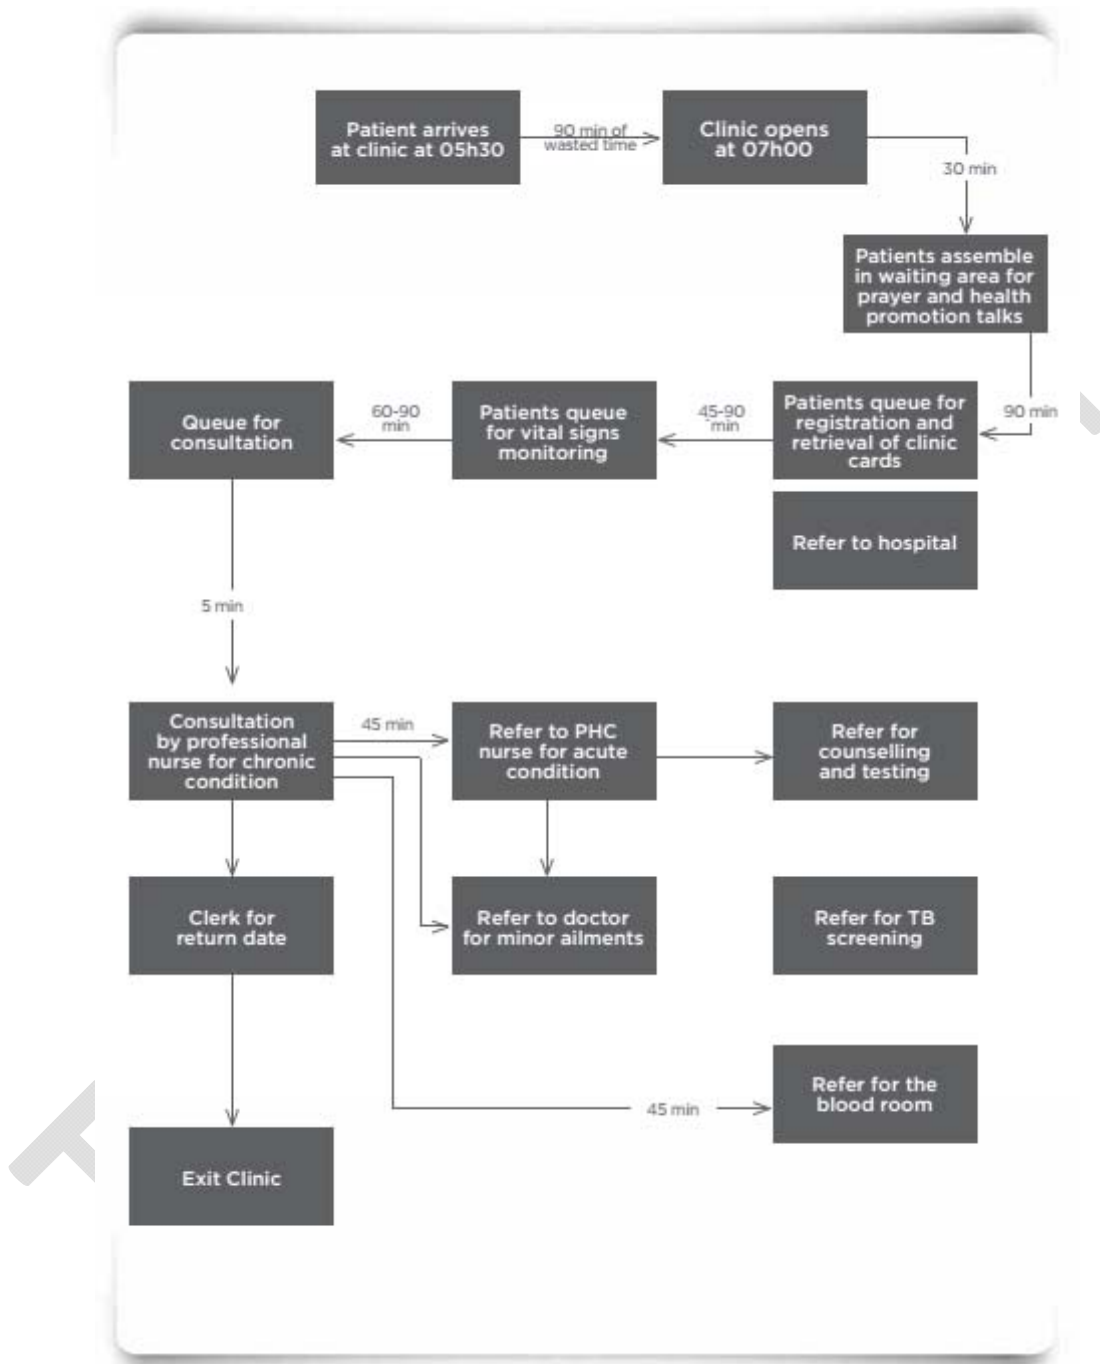 Patient arrives
at clinic at 05h30
90 min of
wasted time
Clinic opens
at 07h00
30 min
Patients assemble
in waiting area for
prayer and health
promotion talks
90 min
Patients queue for
registration and
retrieval of clinic
cards
45-90
min
Patients queue
for vital signs
monitoring
60-90
min
Queue for
consultation
Refer to hospital
5 min
Consultation
by professional
nurse for chronic
condition
45 min
Refer to PHC
nurse for acute
condition
Refer for
counselling
and testing
Clerk for
return date
Refer to doctor
for minor ailments
Refer for TB
screening
45 min
Refer for the
blood room
Exit Clinic